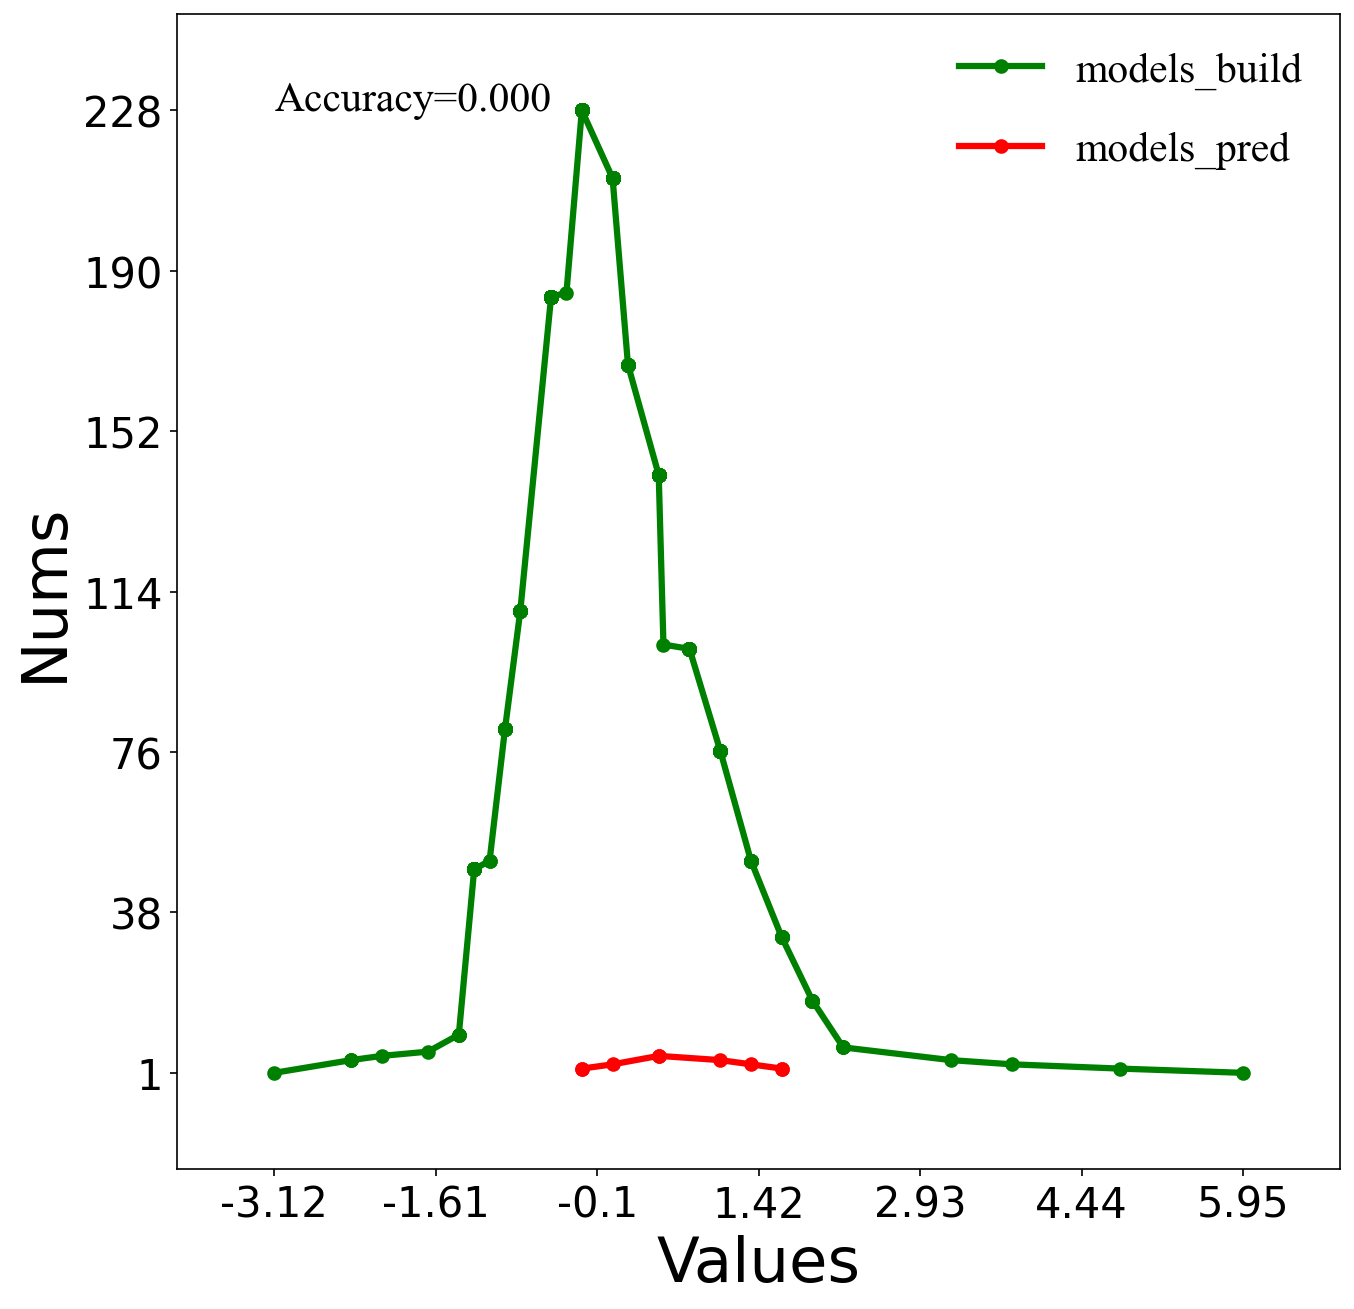 Accuracy=0.000
models_build
models_pred
Nums
228
190
152
114
76
38
1
-3.12
-1.61
-0.1
1.42
2.93
4.44
5.95
Values